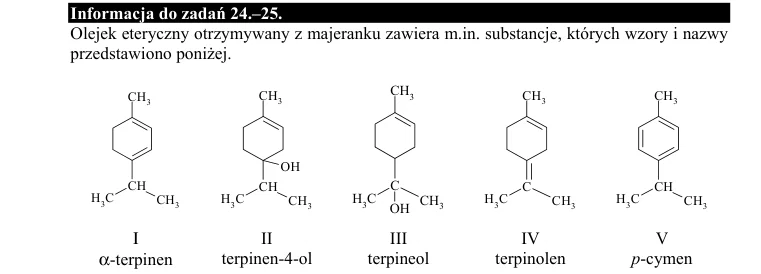 Informacja do zadań 24.–25.
Olejek eteryczny otrzymywany z majeranku zawiera m.in. substancje, których wzory i nazwy
przedstawiono poniżej.
CH3 CH3 CH3 CH3 CH3
OH
CH CH C C CH
H3C CH3 H3C CH3 H3C CH3 H3C CH3 H3C CH3
OH
I II III IV V
α-terpinen terpinen-4-ol terpineol terpinolen p-cymen